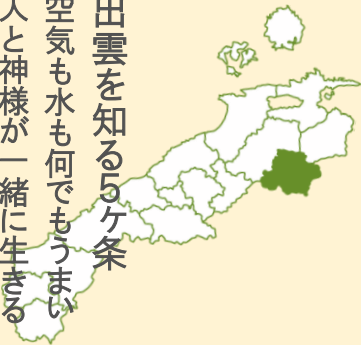 出雲を知る5ヶ条
空気も水も何でもうまい
人と神様が一緒に生きる